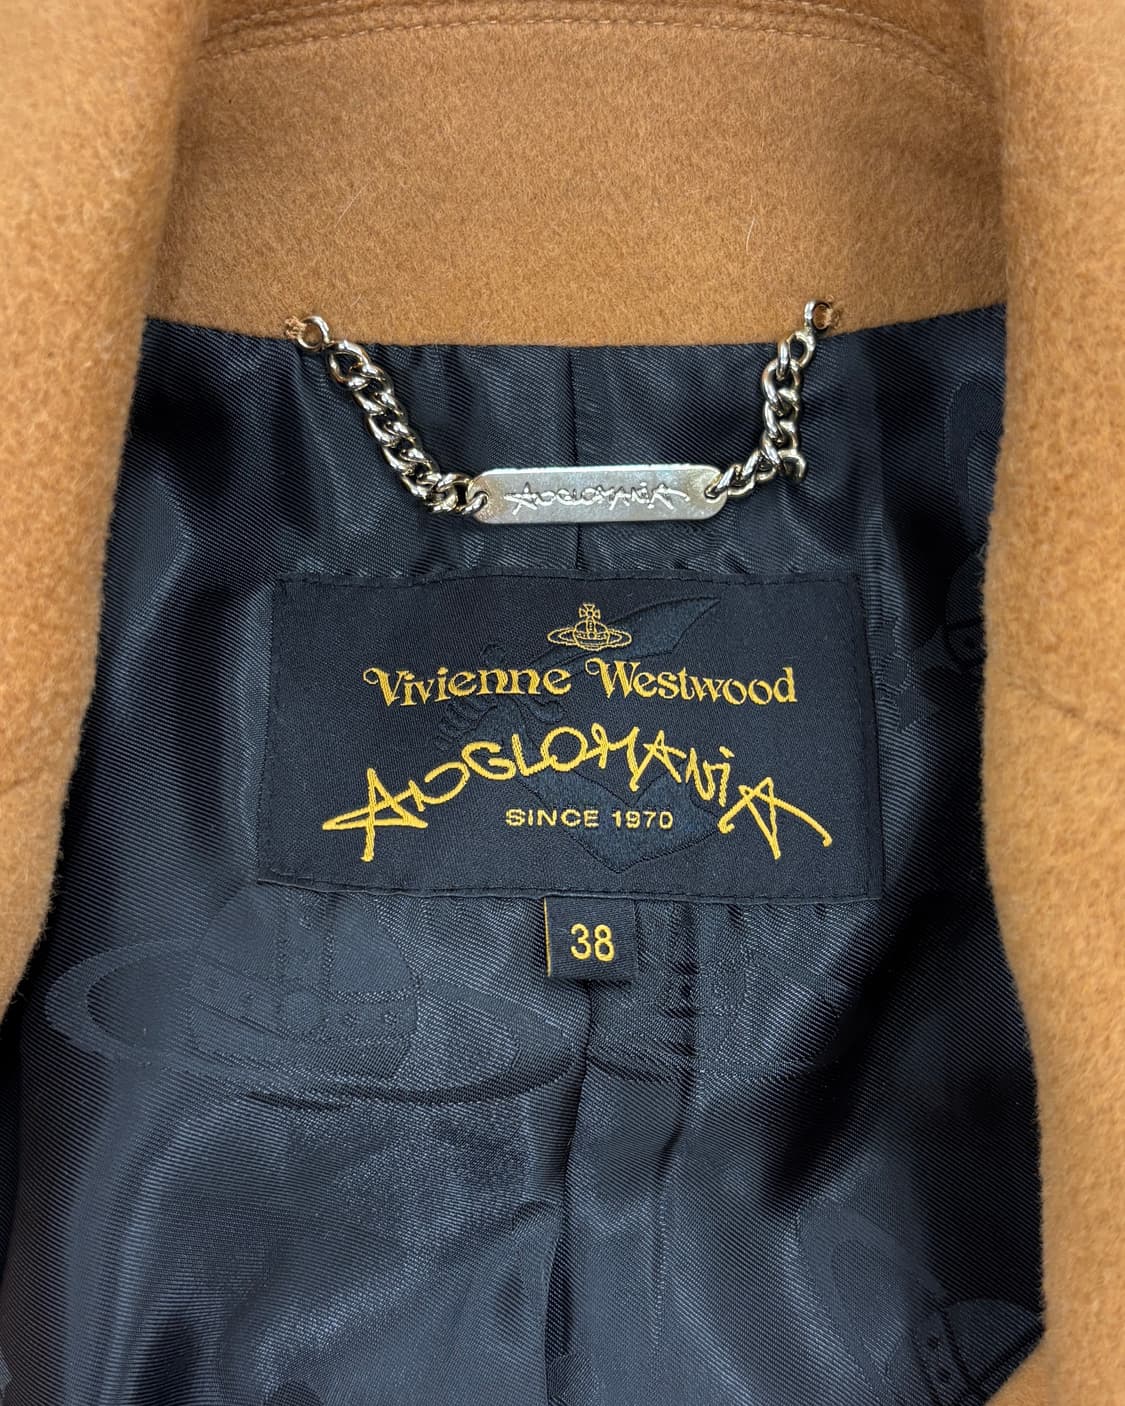 ANGLOMANIA
Vivienne Westwood
ANGLOMANIA
SINCE 1970
38